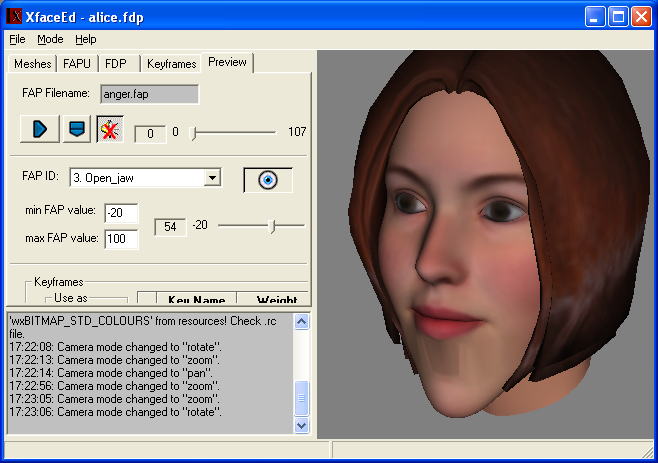 XfaceEd - alice.fdp
File Mode Help
Meshes FAPU FDP Keyframes Preview
FAP Filename: anger.fap
0 0 107
FAP ID: 3. Open_jaw
min FAP value: -20
54 -20
max FAP value: 100
Keyframes
Use as Key Name Weight
'wxBITMAP_STD_COLOURS' from resources! Check .rc
file.
17:22:08: Camera mode changed to "rotate".
17:22:13: Camera mode changed to "zoom".
17:22:14: Camera mode changed to "pan".
17:22:56: Camera mode changed to "zoom".
17:23:05: Camera mode changed to "zoom".
17:23:06: Camera mode changed to "rotate".